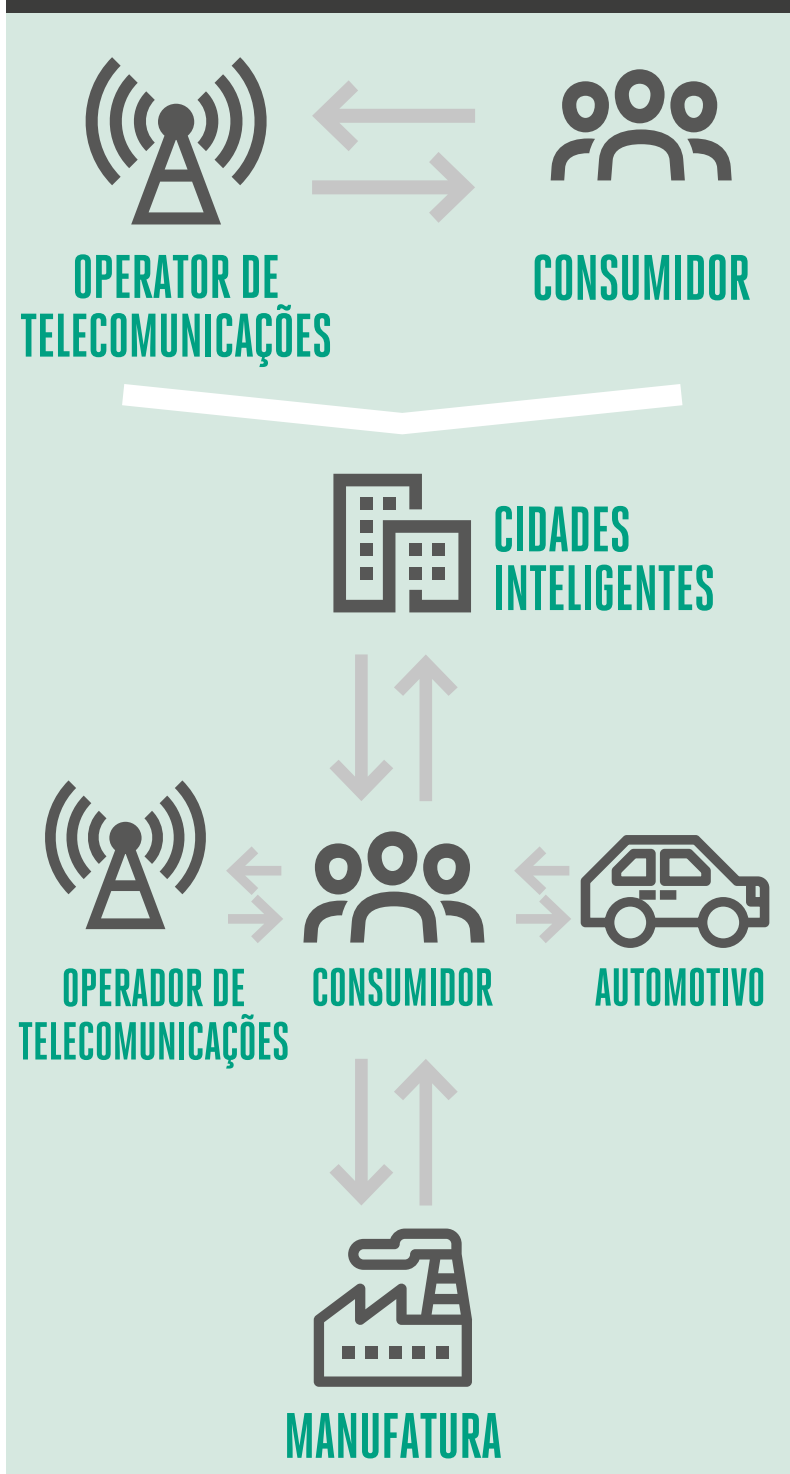 OPERATOR DE
TELECOMUNICAÇÕES
CONSUMIDOR
CIDADES
INTELIGENTES
OPERADOR DE
TELECOMUNICAÇÕES
CONSUMIDOR
AUTOMOTIVO
MANUFATURA